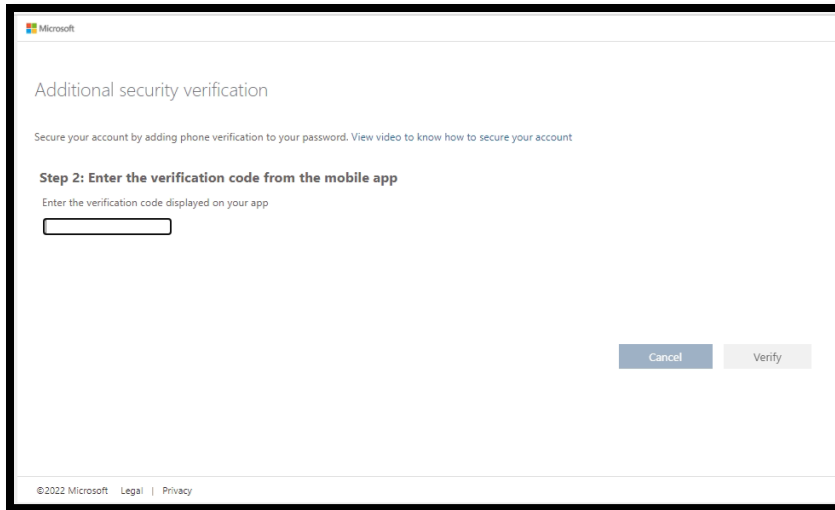 Microsoft
Additional security verification
Secure your account by adding phone verification to your password. View video to know how to secure your account
Step 2: Enter the verification code from the mobile app
Enter the verification code displayed on your app
Cancel Verify
©2022 Microsoft Legal | Privacy